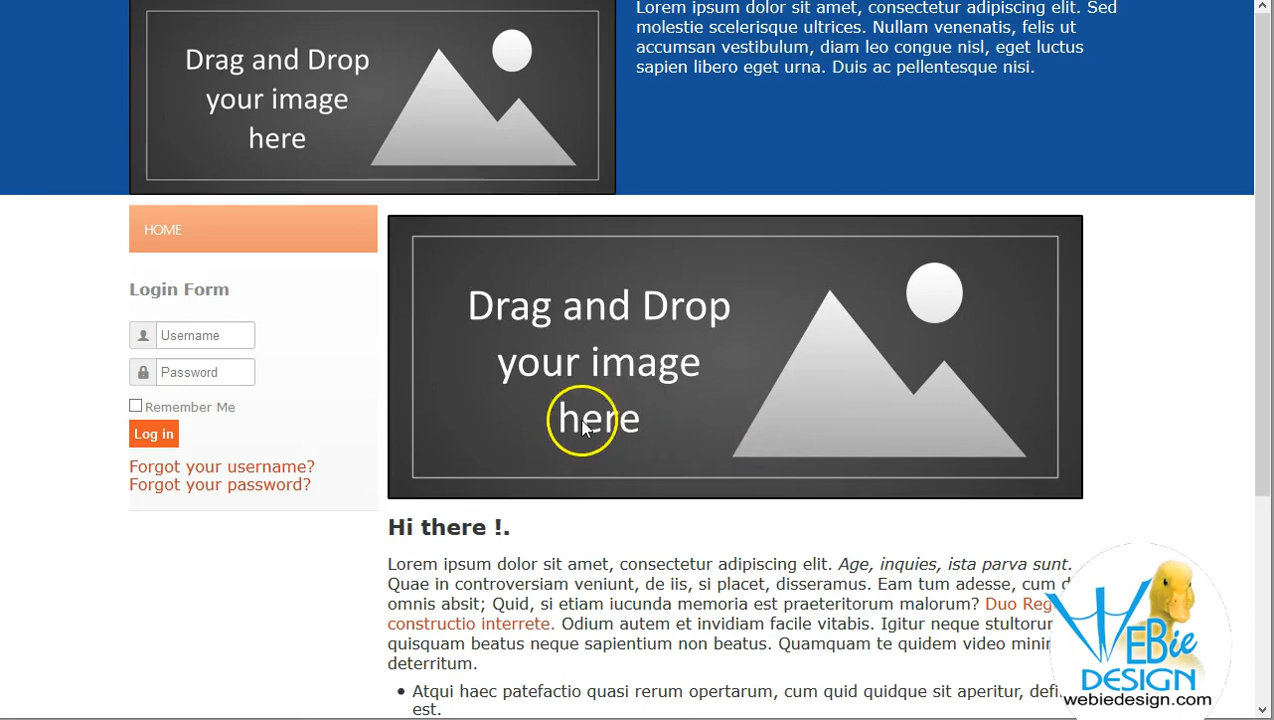 Lorem ipsum dolor sit amet, consectetur adipiscing elit. Sed
molestie scelerisque ultrices. Nullam venenatis, felis ut
accumsan vestibulum, diam leo congue nisl, eget luctus
sapien libero eget urna. Duis ac pellentesque nisi.
Drag and Drop
your image
here
HOME
Login Form
Username
Password
Remember Me
Log in
Forgot your username?
Forgot your password?
Drag and Drop
your image
here
Hi there !.
Lorem ipsum dolor sit amet, consectetur adipiscing elit. Age, inquies, ista parva sunt.
Quae in controversiam veniunt, de iis, si placet, disseramus. Eam tum adesse, cum
omnis absit; Quid, si etiam iucunda memoria est praeteritorum malorum? Duo
constructio interrete. Odium autem et invidiam facile vitabis. Igitur neque stultorum
quisquam beatus neque sapientium non beatus. Quamquam te quidem video
deterritum.
Atqui haec patefactio quasi rerum opertarum, cum quid quidque sit aperitur,
est.
WEBie
DESIGN
webiedesign.com